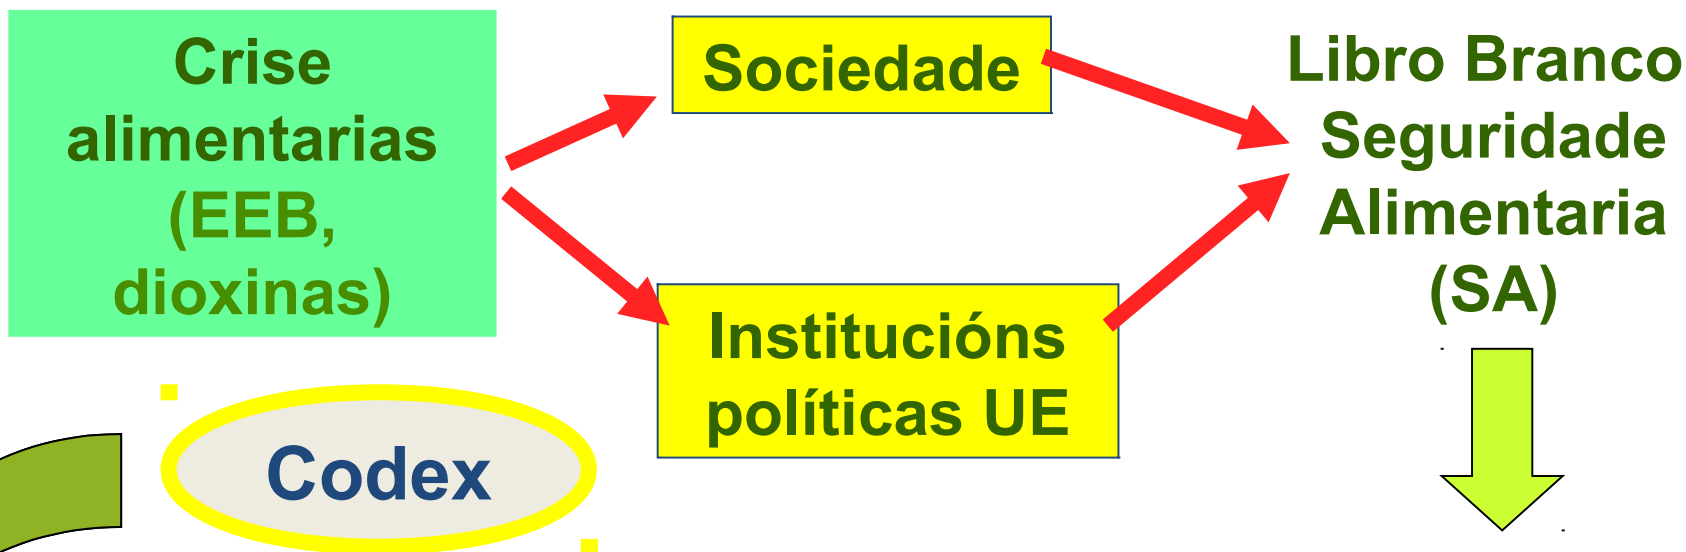 Crise
alimentarias
(EEB,
dioxinas)
Sociedade
Institucións
políticas UE
Libro Branco
Seguridade
Alimentaria
(SA)
Codex